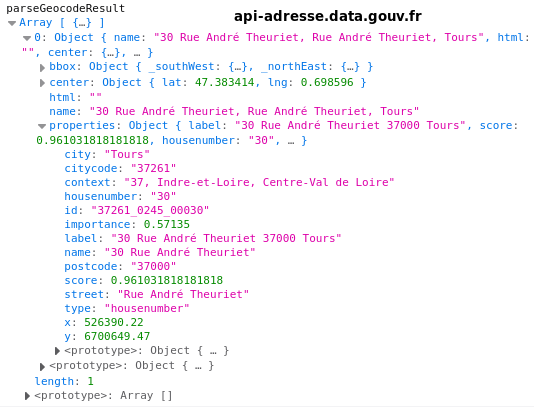 parseGeocodeResult
api-adresse.data.gouv.fr
Array [ {…} ]
0: Object { name: "30 Rue André Theuriet, Rue André Theuriet, Tours", html:
"", center: {…}, … }
bbox: Object { _southWest: {…}, _northEast: {…} }
center: Object { lat: 47.383414, lng: 0.698596 }
html: ""
name: "30 Rue André Theuriet, Rue André Theuriet, Tours"
properties: Object { label: "30 Rue André Theuriet 37000 Tours", score:
0.961031818181818, housenumber: "30", … }
city: "Tours"
citycode: "37261"
context: "37, Indre-et-Loire, Centre-Val de Loire"
housenumber: "30"
id: "37261_0245_00030"
importance: 0.57135
label: "30 Rue André Theuriet 37000 Tours"
name: "30 Rue André Theuriet"
postcode: "37000"
score: 0.961031818181818
street: "Rue André Theuriet"
type: "housenumber"
x: 526390.22
y: 6700649.47
<prototype>: Object { … }
<prototype>: Object { … }
length: 1
<prototype>: Array []